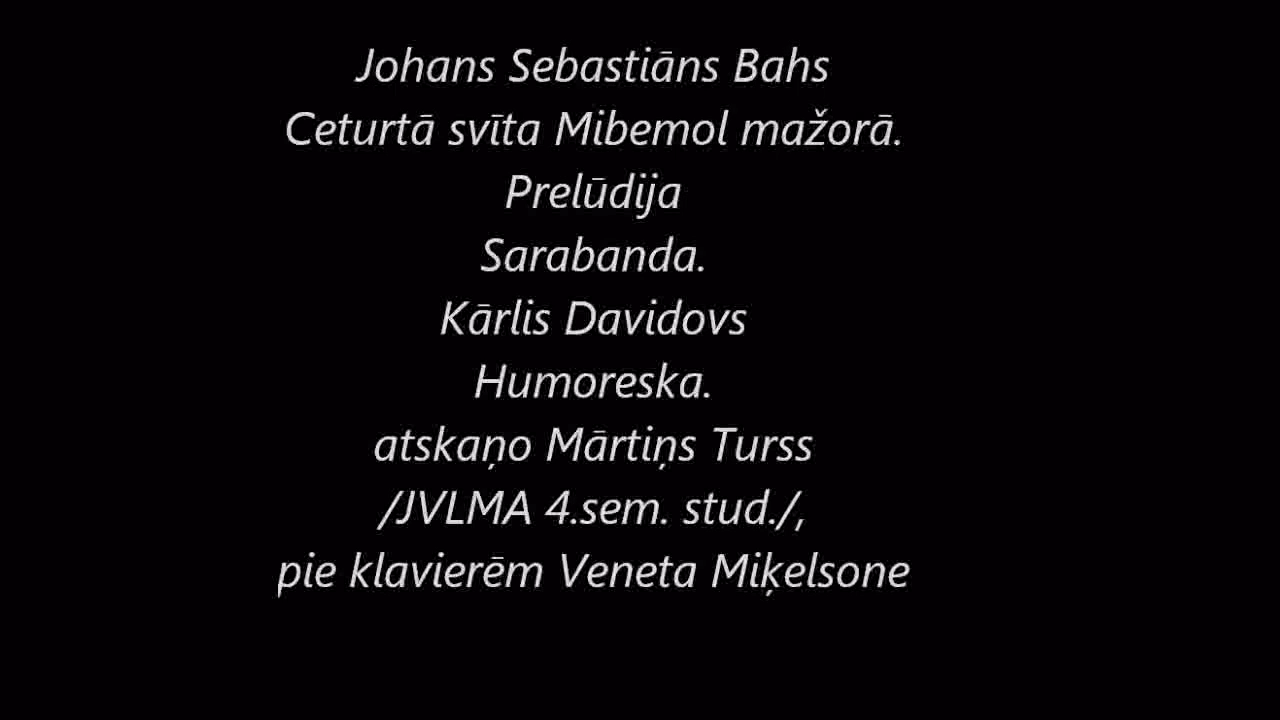 Johans Sebastiāns Bahs
Ceturtā svīta Mibemol mažorā.
Prelūdija
Sarabanda.
Kārlis Davidovs
Humoreska.
atskaņo Mārtiņs Turss
/JVLMA 4.sem. stud./,
pie klavierēm Veneta Miķelsone